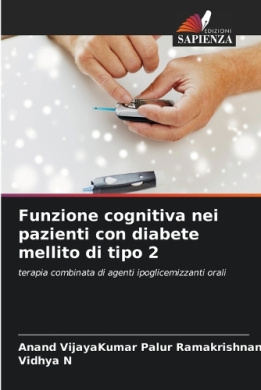 EDIZIONI
SAPIENZA
Funzione cognitiva nei
pazienti con diabete
mellito di tipo 2
terapia combinata di agenti ipoglicemizzanti orali
Anand VijayaKumar Palur Ramakrishnan
Vidhya N